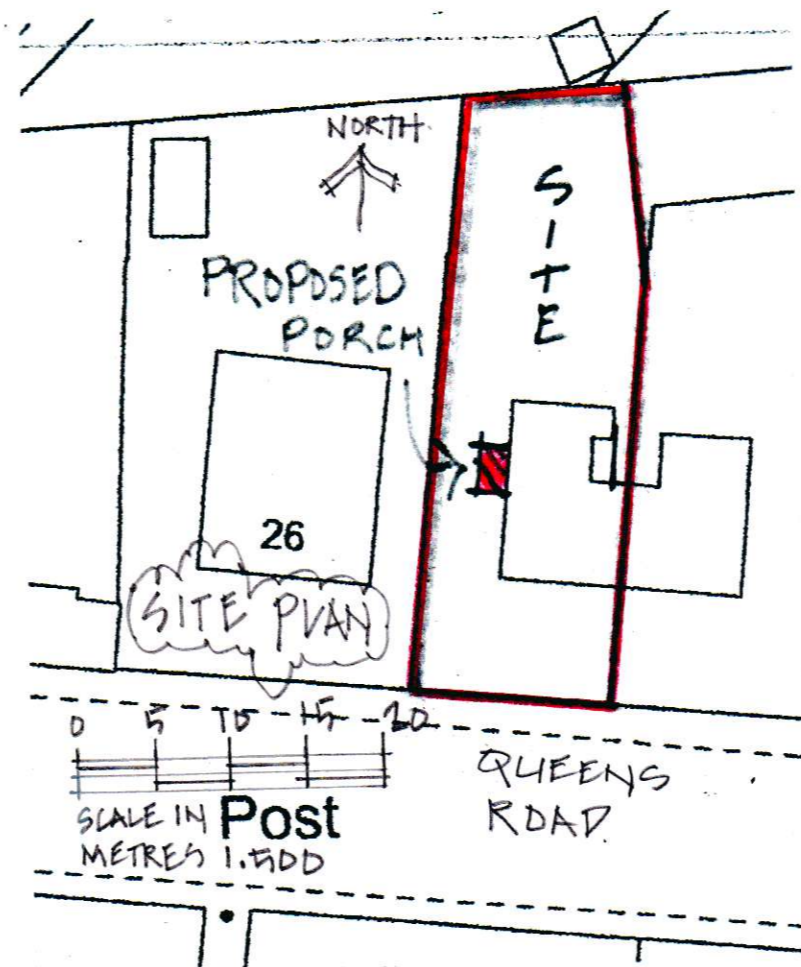 NORTH
S
I
T
E
PROPOSED
PORCH
26
SITE PLAN
0 5 10 15 20
QUEENS
ROAD
SCALE IN
METRES 1.500
Post